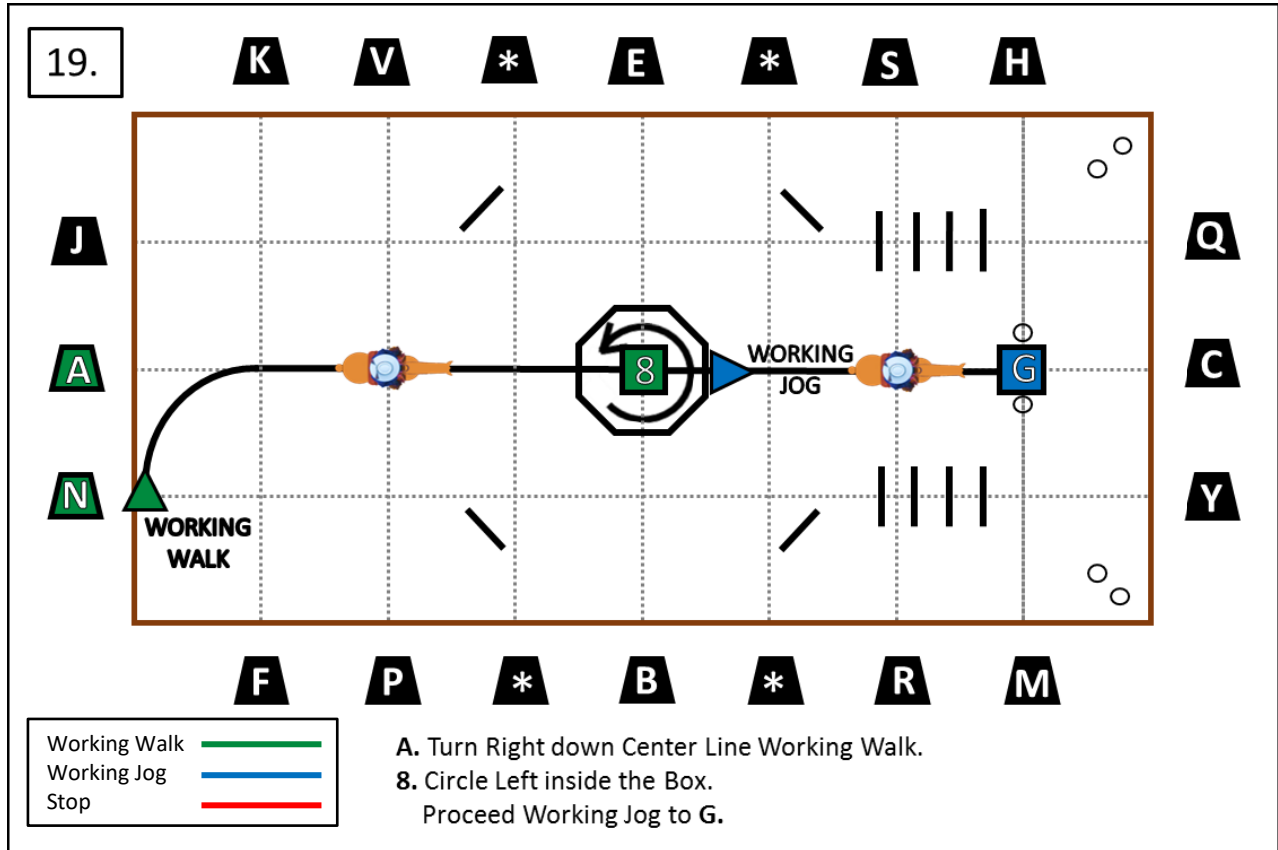 19.
K V * E * S H
J Q
A 8 WORKING G C
JOG
N Y
WORKING
WALK
F P * B * R M
Working Walk
Working Jog
Stop
A. Turn Right down Center Line Working Walk.
8. Circle Left inside the Box.
Proceed Working Jog to G.